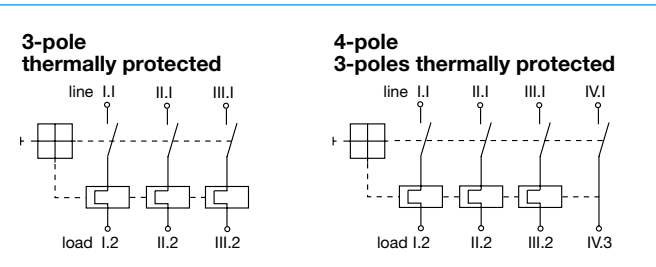 3-pole
thermally protected
line I.I II.I III.I
load I.2 II.2 III.2
4-pole
3-poles thermally protected
line I.I II.I III.I IV.I
load I.2 II.2 III.2 IV.3